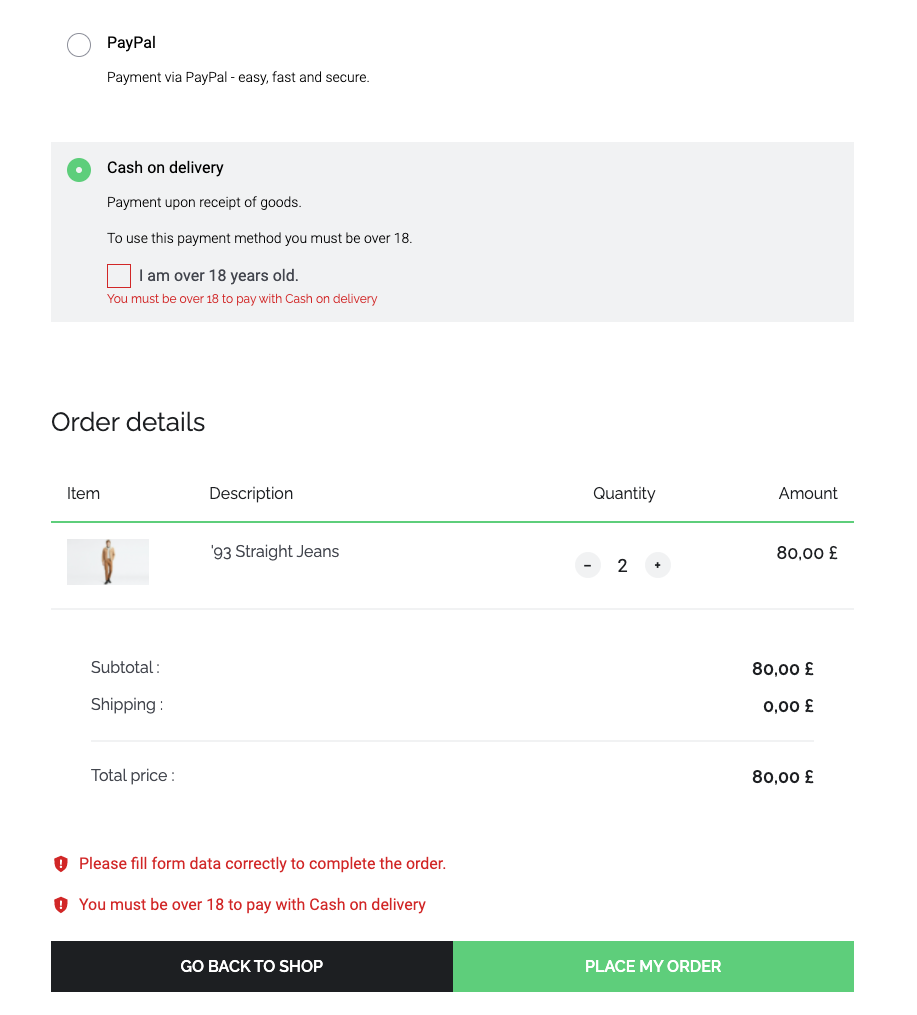 PayPal
Payment via PayPal - easy, fast and secure.
Cash on delivery
Payment upon receipt of goods.
To use this payment method you must be over 18.
I am over 18 years old.
You must be over 18 to pay with Cash on delivery
Order details
Item Description Quantity Amount
'93 Straight Jeans - 2 + 80,00 £
Subtotal : 80,00 £
Shipping : 0,00 £
Total price : 80,00 £
Please fill form data correctly to complete the order.
You must be over 18 to pay with Cash on delivery
GO BACK TO SHOP PLACE MY ORDER